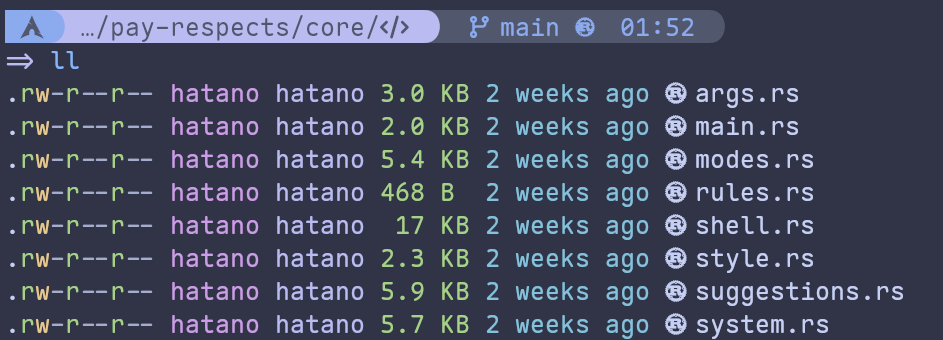 …/pay-respects/core/</> main 01:52
=> ll
.rw-r--r-- hatano hatano 3.0 KB 2 weeks ago args.rs
.rw-r--r-- hatano hatano 2.0 KB 2 weeks ago main.rs
.rw-r--r-- hatano hatano 5.4 KB 2 weeks ago modes.rs
.rw-r--r-- hatano hatano 468 B 2 weeks ago rules.rs
.rw-r--r-- hatano hatano 17 KB 2 weeks ago shell.rs
.rw-r--r-- hatano hatano 2.3 KB 2 weeks ago style.rs
.rw-r--r-- hatano hatano 5.9 KB 2 weeks ago suggestions.rs
.rw-r--r-- hatano hatano 5.7 KB 2 weeks ago system.rs